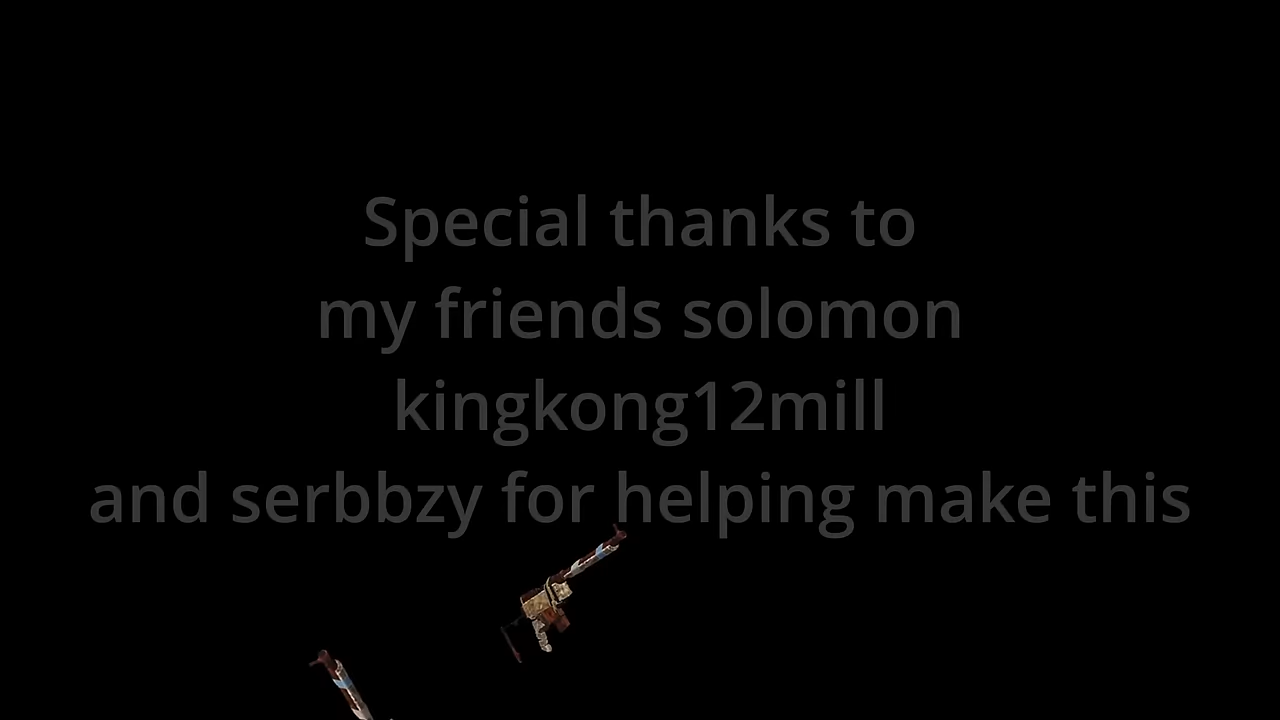 Special thanks to
my friends solomon
kingkong12mill
and serbbzy for helping make this